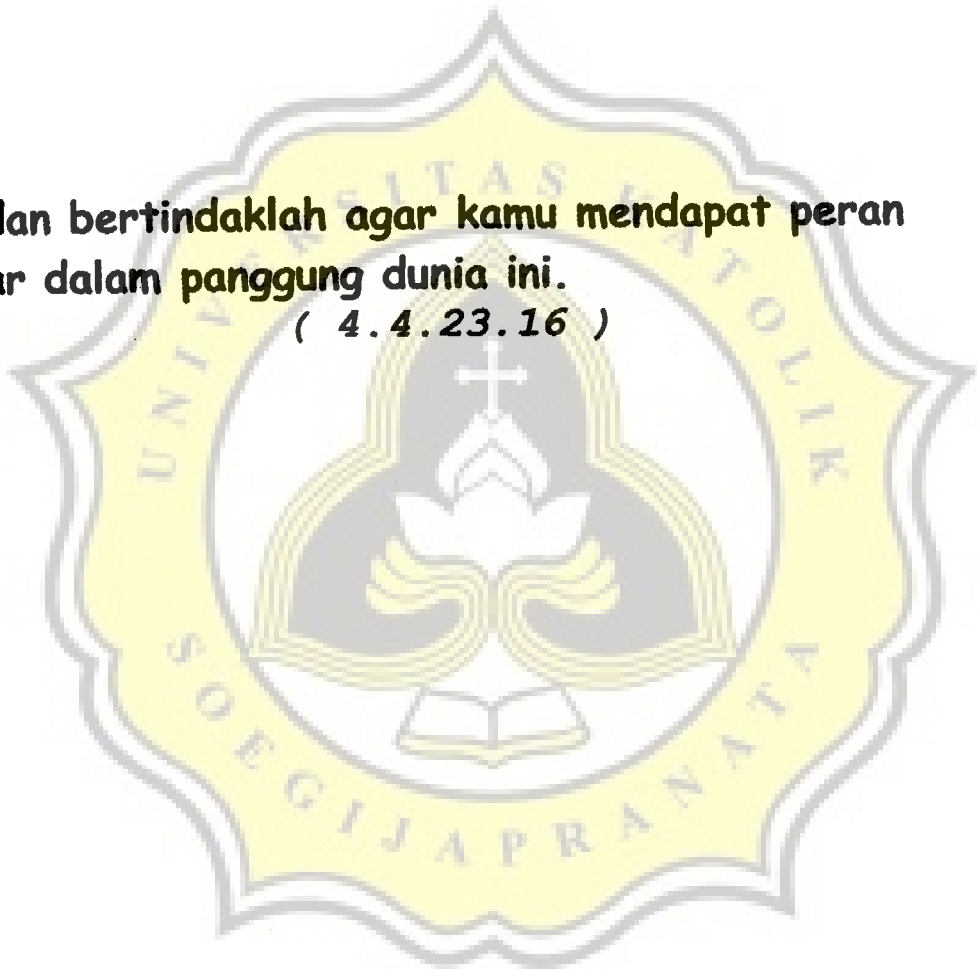 dan bertindaklah agar kamu mendapat peran
dalam panggung dunia ini.
( 4.4.23.16 )
UNIVERSITAS KATOLIK
SOEGIJAPRANATA